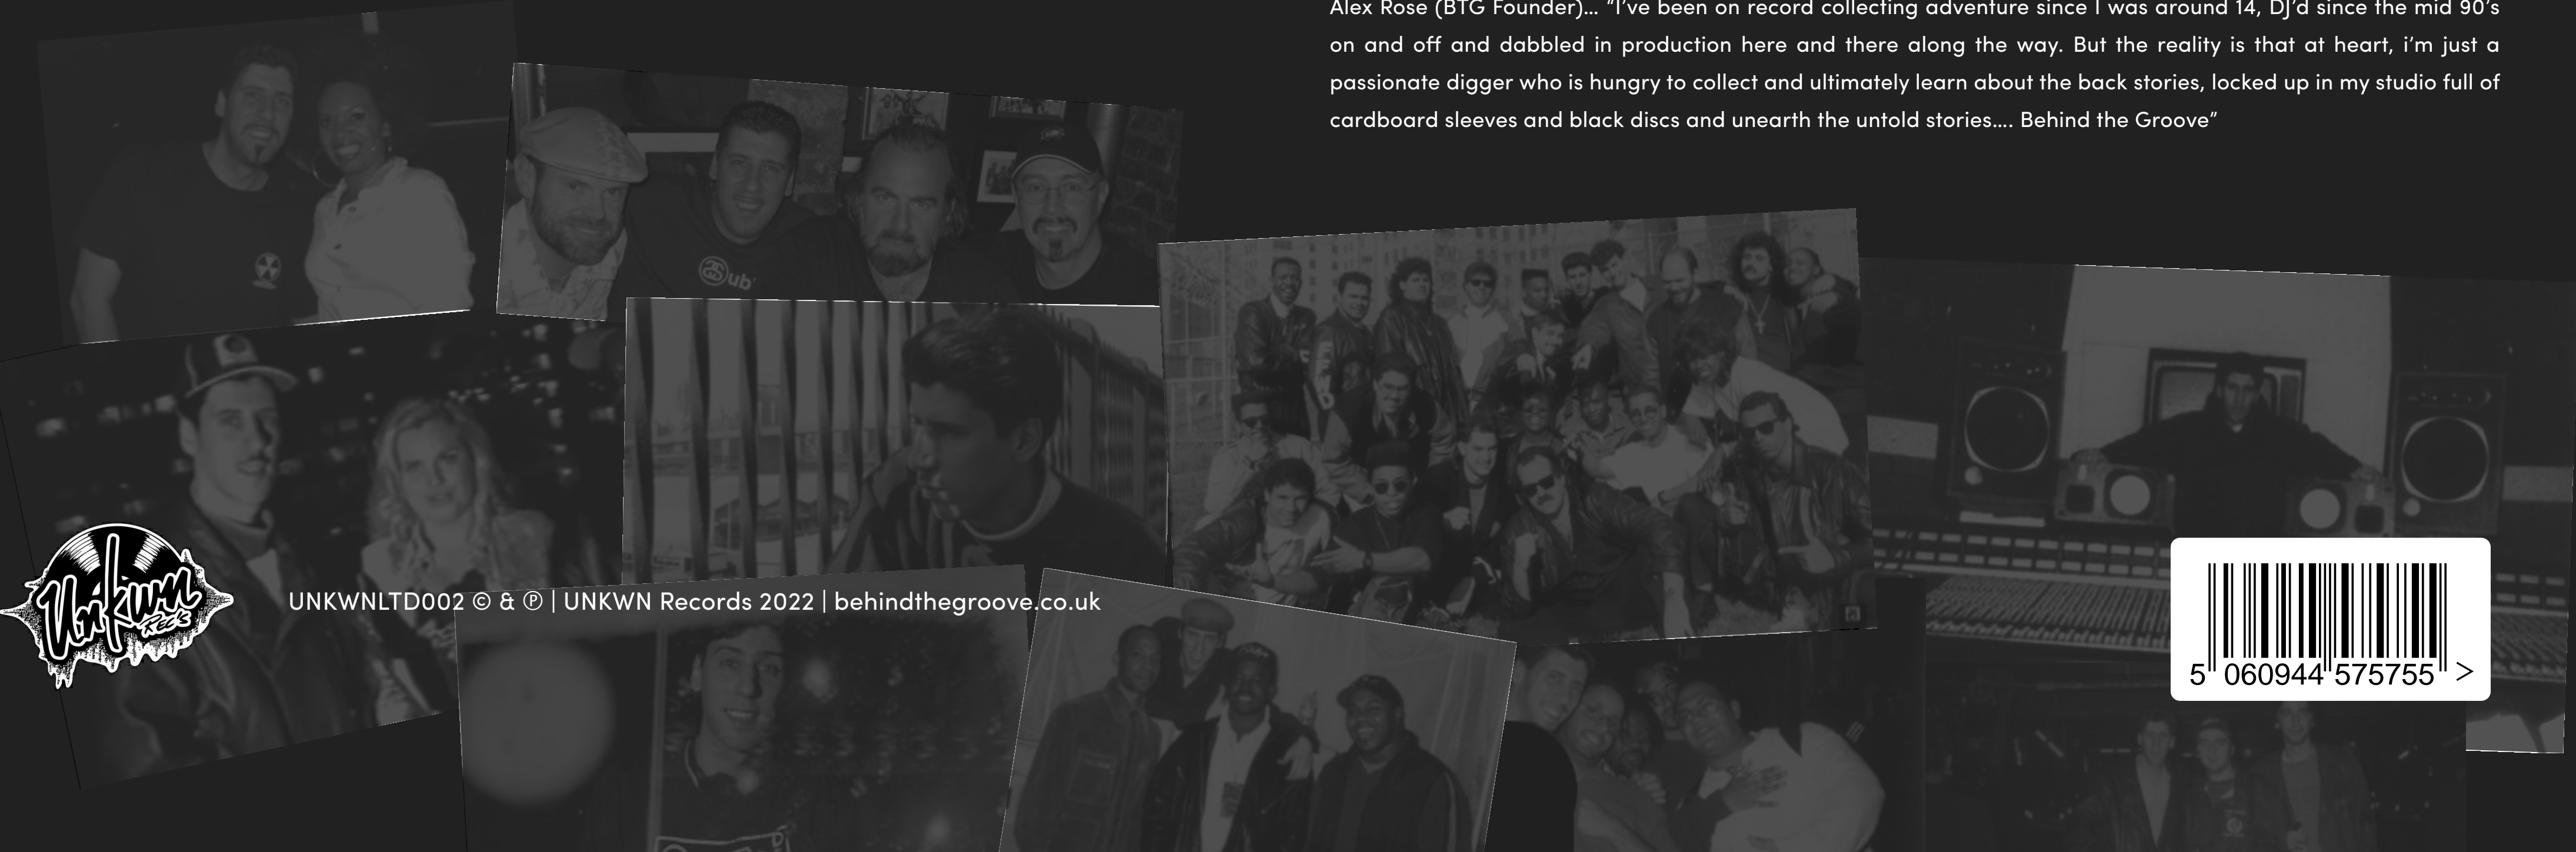 Alex Rose (BTG Founder)... “I’ve been on record collecting adventure since I was around 14, DJ’d since the mid 90’s
on and off and dabbled in production here and there along the way. But the reality is that at heart, i’m just a
passionate digger who is hungry to collect and ultimately learn about the back stories, locked up in my studio full of
cardboard sleeves and black discs and unearth the untold stories.... Behind the Groove”
Sub'
Unkwn
REC'S
UNKWNLTD002 © & ℗ | UNKWN Records 2022 | behindthegroove.co.uk
5 060944 575755 >